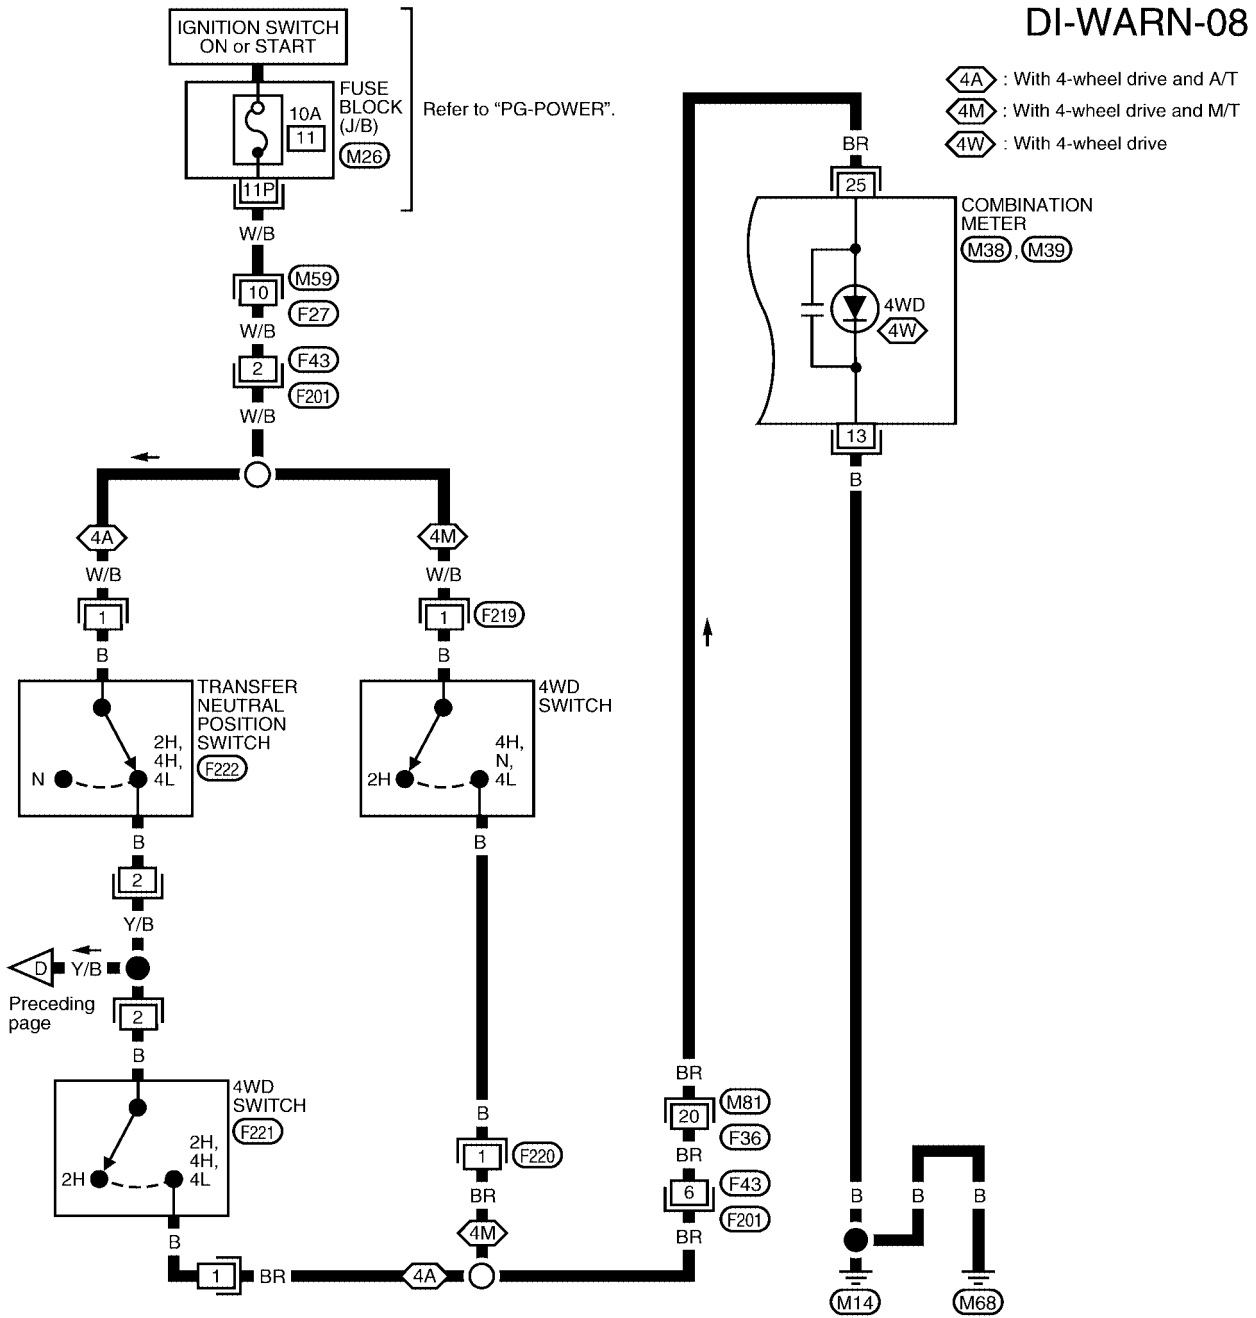 DI-WARN-08
IGNITION SWITCH
ON or START
FUSE
BLOCK
(J/B)
M26
10A
11
11P
Refer to “PG-POWER”.
4A : With 4-wheel drive and A/T
4M : With 4-wheel drive and M/T
4W : With 4-wheel drive
W/B
10
M59
F27
W/B
2
F43
F201
W/B
4A
4M
W/B
W/B
1
1
F219
B
B
TRANSFER
NEUTRAL
POSITION
SWITCH
F222
2H,
4H,
4L
N
4WD
SWITCH
4H,
N,
4L
2H
B
B
2
Y/B
D
Y/B
Preceding
page
2
B
4WD
SWITCH
F221
2H,
4H,
4L
2H
B
1
BR
4A
B
1
F220
BR
4M
BR
25
COMBINATION
METER
M38 , M39
4WD
4W
13
B
BR
20
M81
F36
BR
6
F43
F201
BR
B
B
B
M14
M68